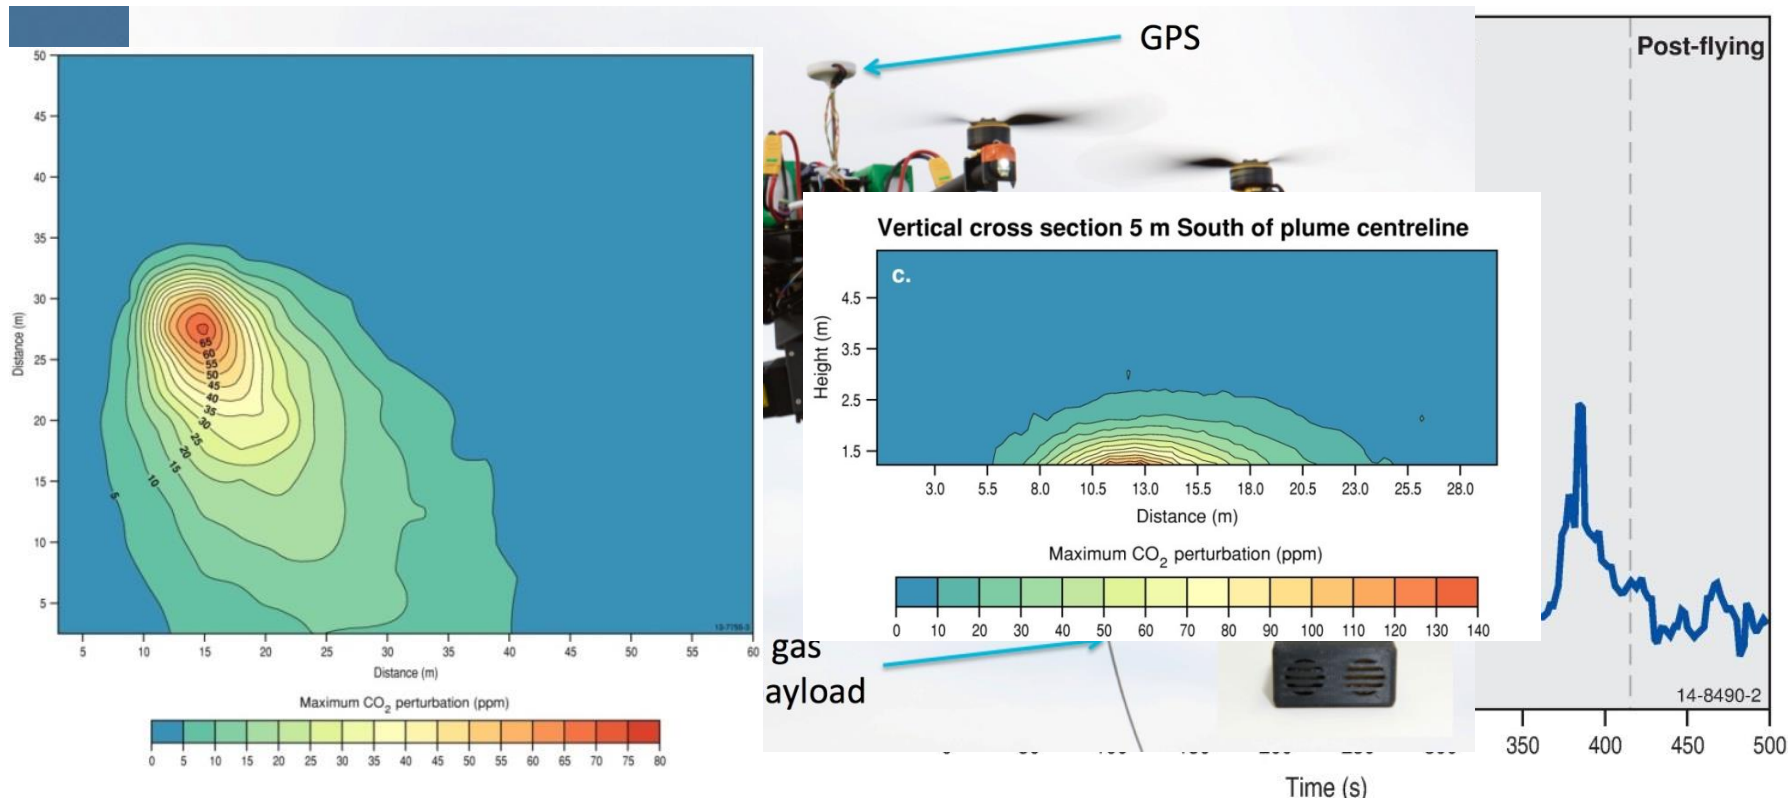 GPS
Post-flying
50
45
40
35
30
25
20
15
10
5
Distance (m)
65
60
55
50
45
40
35
30
25
20
15
10
5
13-7755-3
5 10 15 20 25 30 35 40 45 50 55 60
Distance (m)
Maximum CO2 perturbation (ppm)
0 5 10 15 20 25 30 35 40 45 50 55 60 65 70 75 80
Vertical cross section 5 m South of plume centreline
c.
4.5
3.5
2.5
1.5
Height (m)
3.0 5.5 8.0 10.5 13.0 15.5 18.0 20.5 23.0 25.5 28.0
Distance (m)
Maximum CO2 perturbation (ppm)
0 10 20 30 40 50 60 70 80 90 100 110 120 130 140
gas
ayload
14-8490-2
350 400 450 500
Time (s)